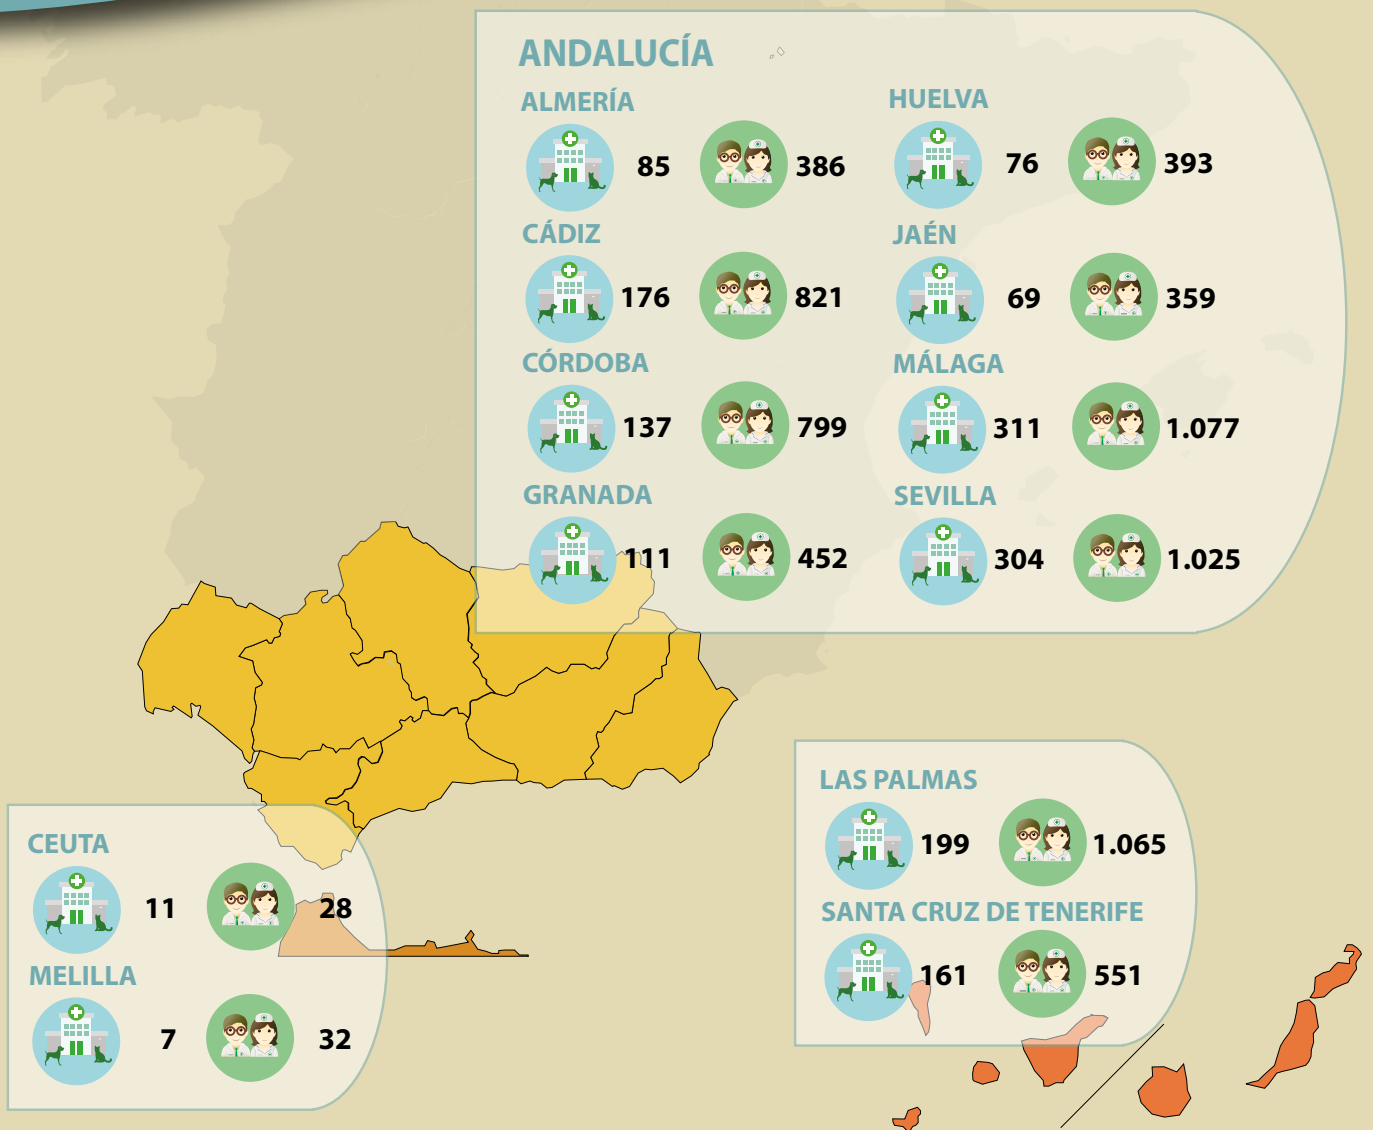 ANDALUCÍA
ALMERÍA
85 386
CÁDIZ
176 821
CÓRDOBA
137 799
GRANADA
111 452
HUELVA
76 393
JAÉN
69 359
MÁLAGA
311 1.077
SEVILLA
304 1.025
CEUTA
11 28
MELILLA
7 32
LAS PALMAS
199 1.065
SANTA CRUZ DE TENERIFE
161 551